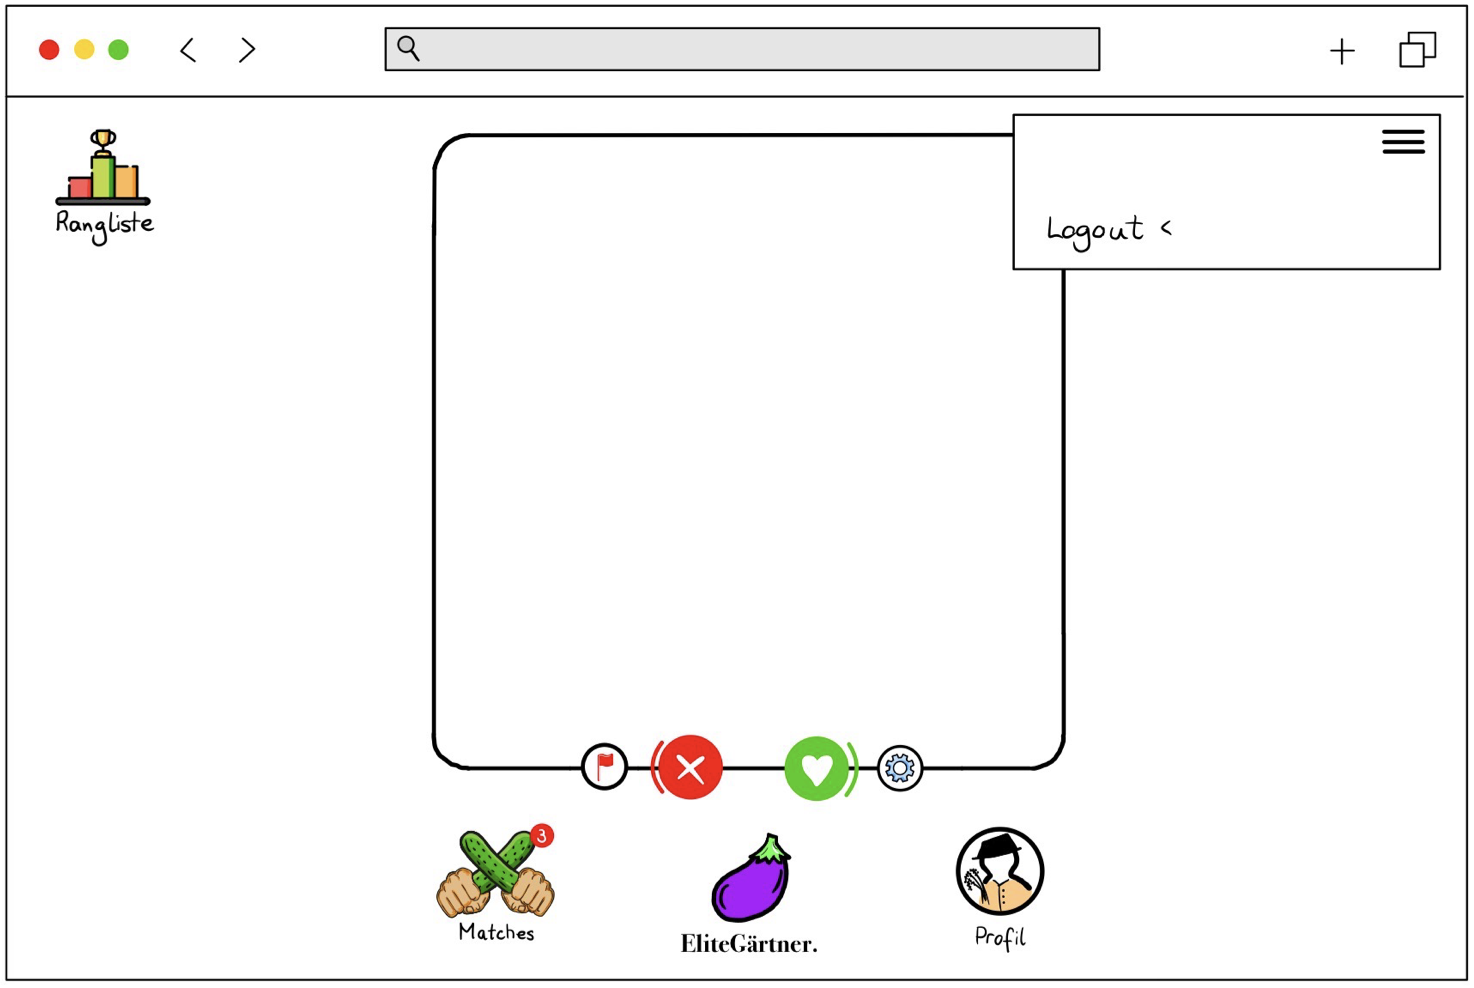 Rangliste
Logout <
3
Matches
EliteGärtner.
Profil